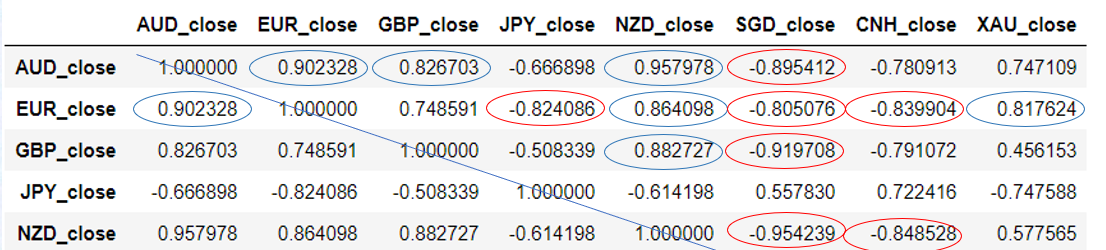 AUD_close EUR_close GBP_close JPY_close NZD_close SGD_close CNH_close XAU_close
AUD_close 1.000000 0.902328 0.826703 -0.666898 0.957978 -0.895412 -0.780913 0.747109
EUR_close 0.902328 1.000000 0.748591 -0.824086 0.864098 -0.805076 -0.839904 0.817624
GBP_close 0.826703 0.748591 1.000000 -0.508339 0.882727 -0.919708 -0.791072 0.456153
JPY_close -0.666898 -0.824086 -0.508339 1.000000 -0.614198 0.557830 0.722416 -0.747588
NZD_close 0.957978 0.864098 0.882727 -0.614198 1.000000 -0.954239 -0.848528 0.577565